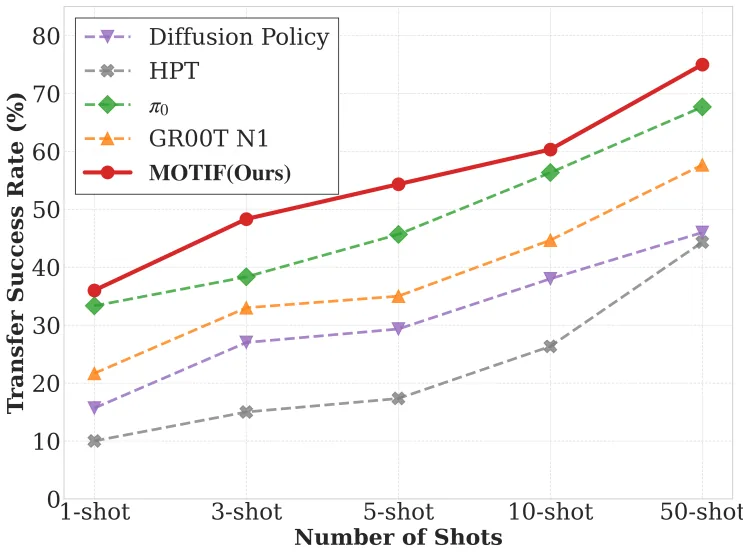 Diffusion Policy
HPT
π₀
GR00T N1
MOTIF(Ours)
Transfer Success Rate (%)
80
70
60
50
40
30
20
10
0
1-shot 3-shot 5-shot 10-shot 50-shot
Number of Shots